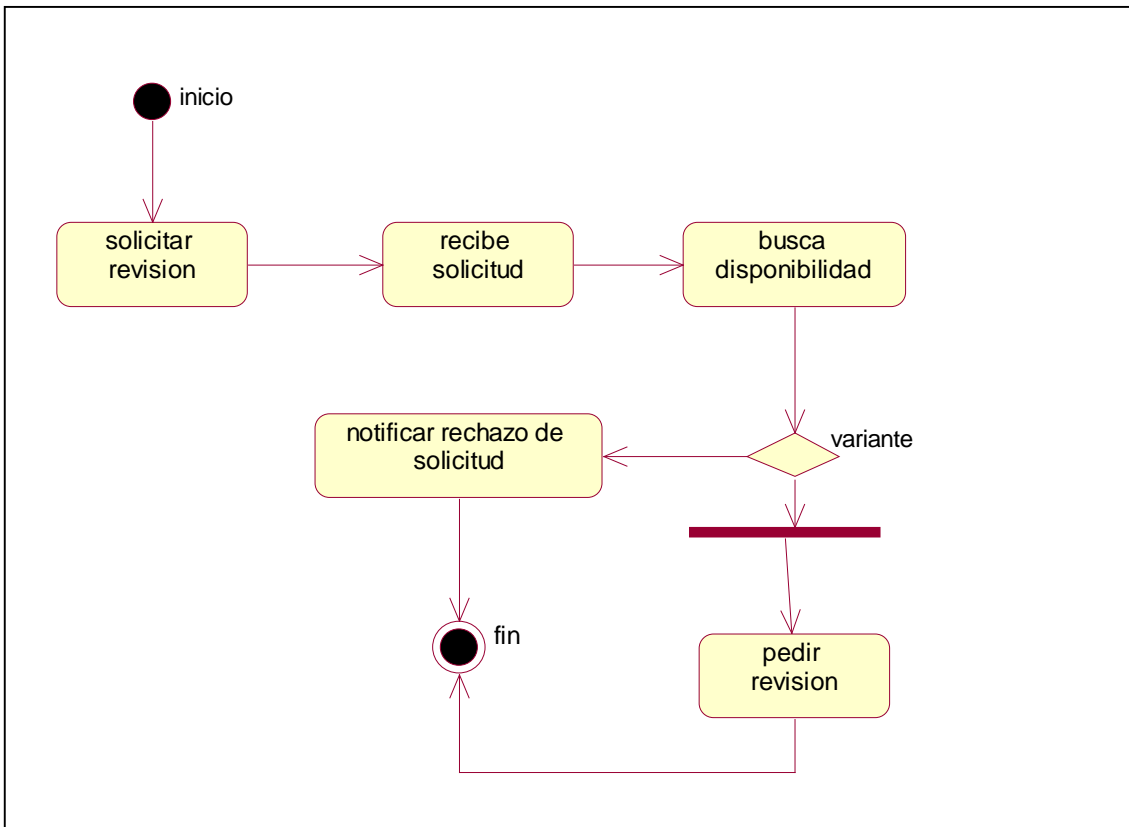 inicio
solicitar
revision
recibe
solicitud
busca
disponibilidad
variante
notificar rechazo de
solicitud
fin
pedir
revision